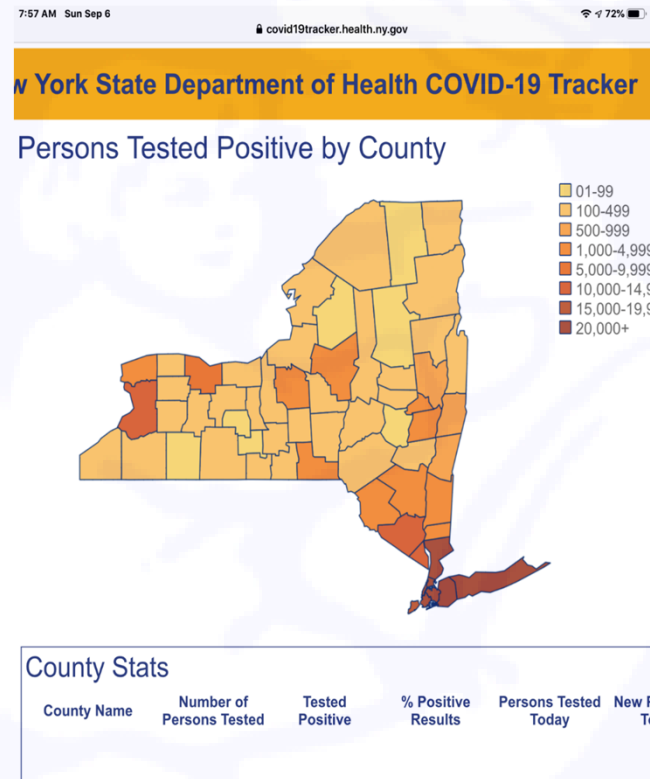 7:57 AM Sun Sep 6
72%
covid19tracker.health.ny.gov
w York State Department of Health COVID-19 Tracker
Persons Tested Positive by County
01-99
100-499
500-999
1,000-4,999
5,000-9,999
10,000-14,9
15,000-19,9
20,000+
County Stats
County Name Number of Persons Tested Tested Positive % Positive Results Persons Tested Today New